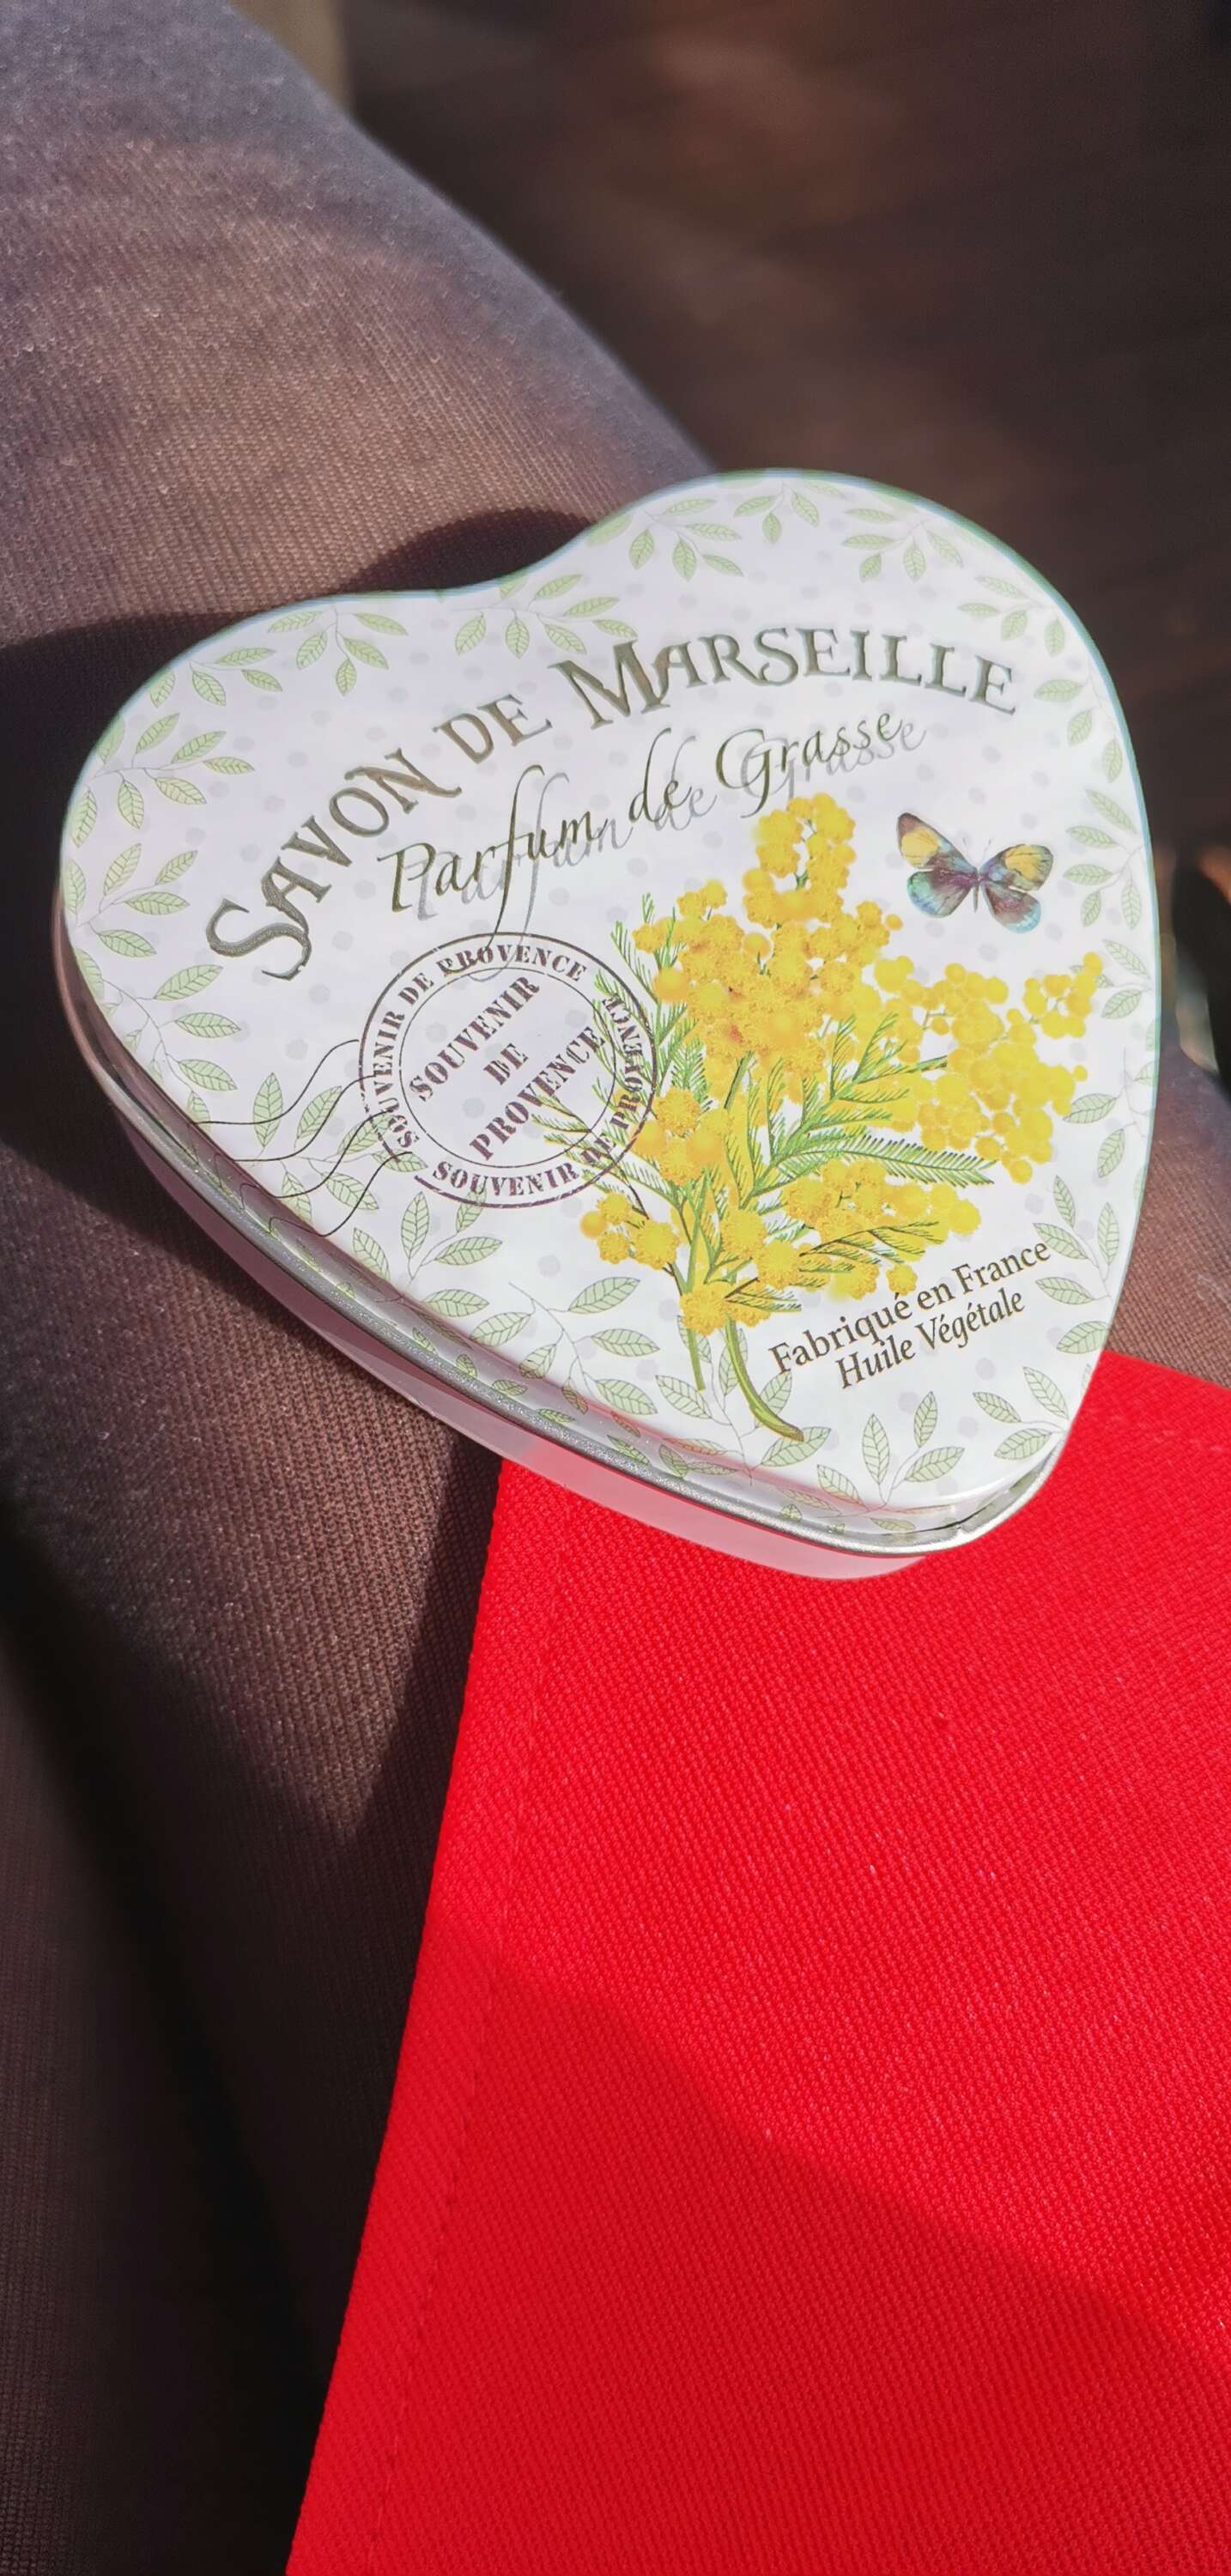 SAVON DE MARSEILLE
Parfum de Grasse
SOUVENIR DE PROVENCE
SOUVENIR DE PROVENCE
SOUVENIR
DE
PROVENCE
Fabriqué en France
Huile Végétale